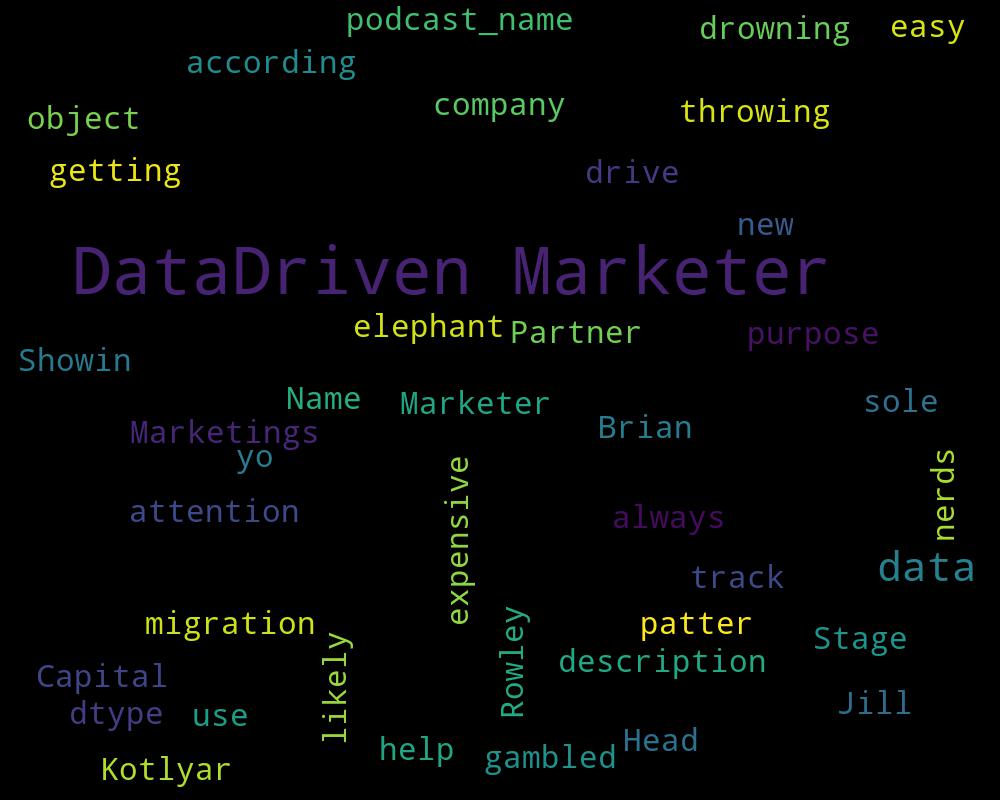 podcast_name
drowning
easy
according
company
throwing
object
getting
drive
new
DataDriven Marketer
elephant
Partner
purpose
Showin
Name
Marketer
sole
Brian
Marketings
yo
nerds
attention
expensive
always
data
track
migration
patter
Stage
likely
Rowley
description
Capital
Jill
dtype
use
help
Head
gambled
Kotlyar